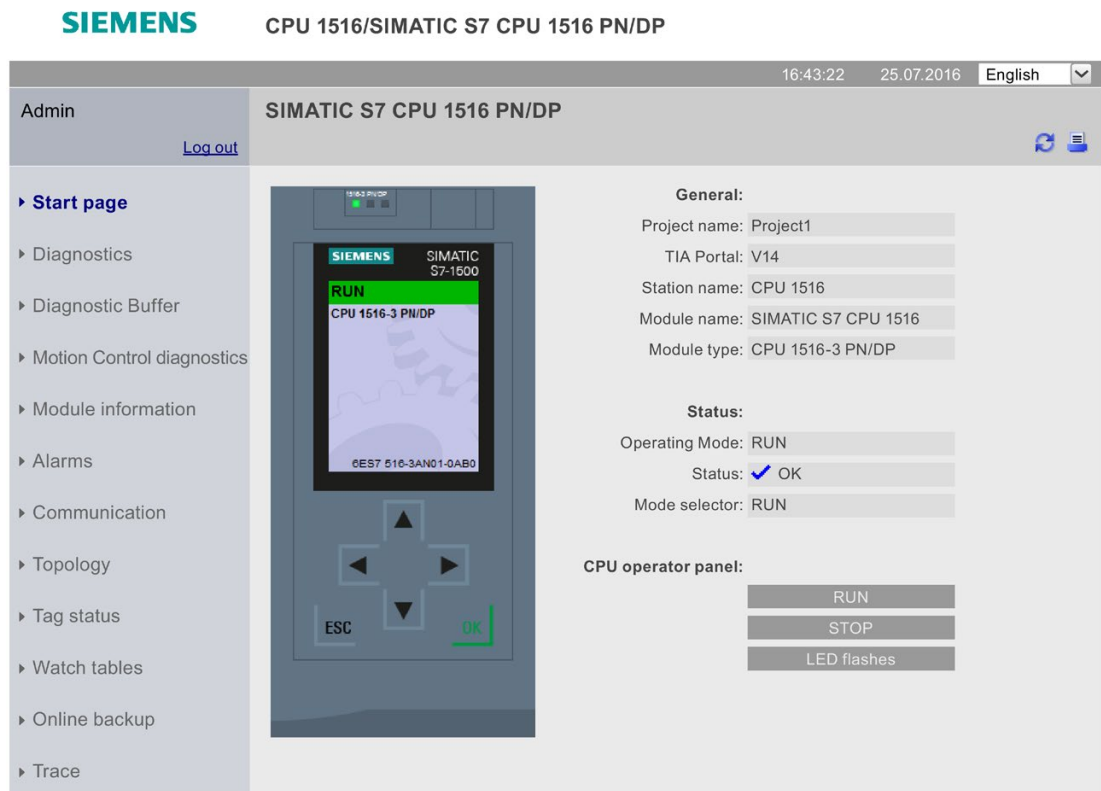 SIEMENS CPU 1516/SIMATIC S7 CPU 1516 PN/DP
16:43:22 25.07.2016 English
Admin
Log out
SIMATIC S7 CPU 1516 PN/DP
Start page
Diagnostics
Diagnostic Buffer
Motion Control diagnostics
Module information
Alarms
Communication
Topology
Tag status
Watch tables
Online backup
Trace
1516-3 PN/DP
SIEMENS SIMATIC
S7-1500
RUN
CPU 1516-3 PN/DP
6ES7 516-3AN01-0AB0
ESC OK
General:
Project name: Project1
TIA Portal: V14
Station name: CPU 1516
Module name: SIMATIC S7 CPU 1516
Module type: CPU 1516-3 PN/DP
Status:
Operating Mode: RUN
Status: OK
Mode selector: RUN
CPU operator panel:
RUN
STOP
LED flashes